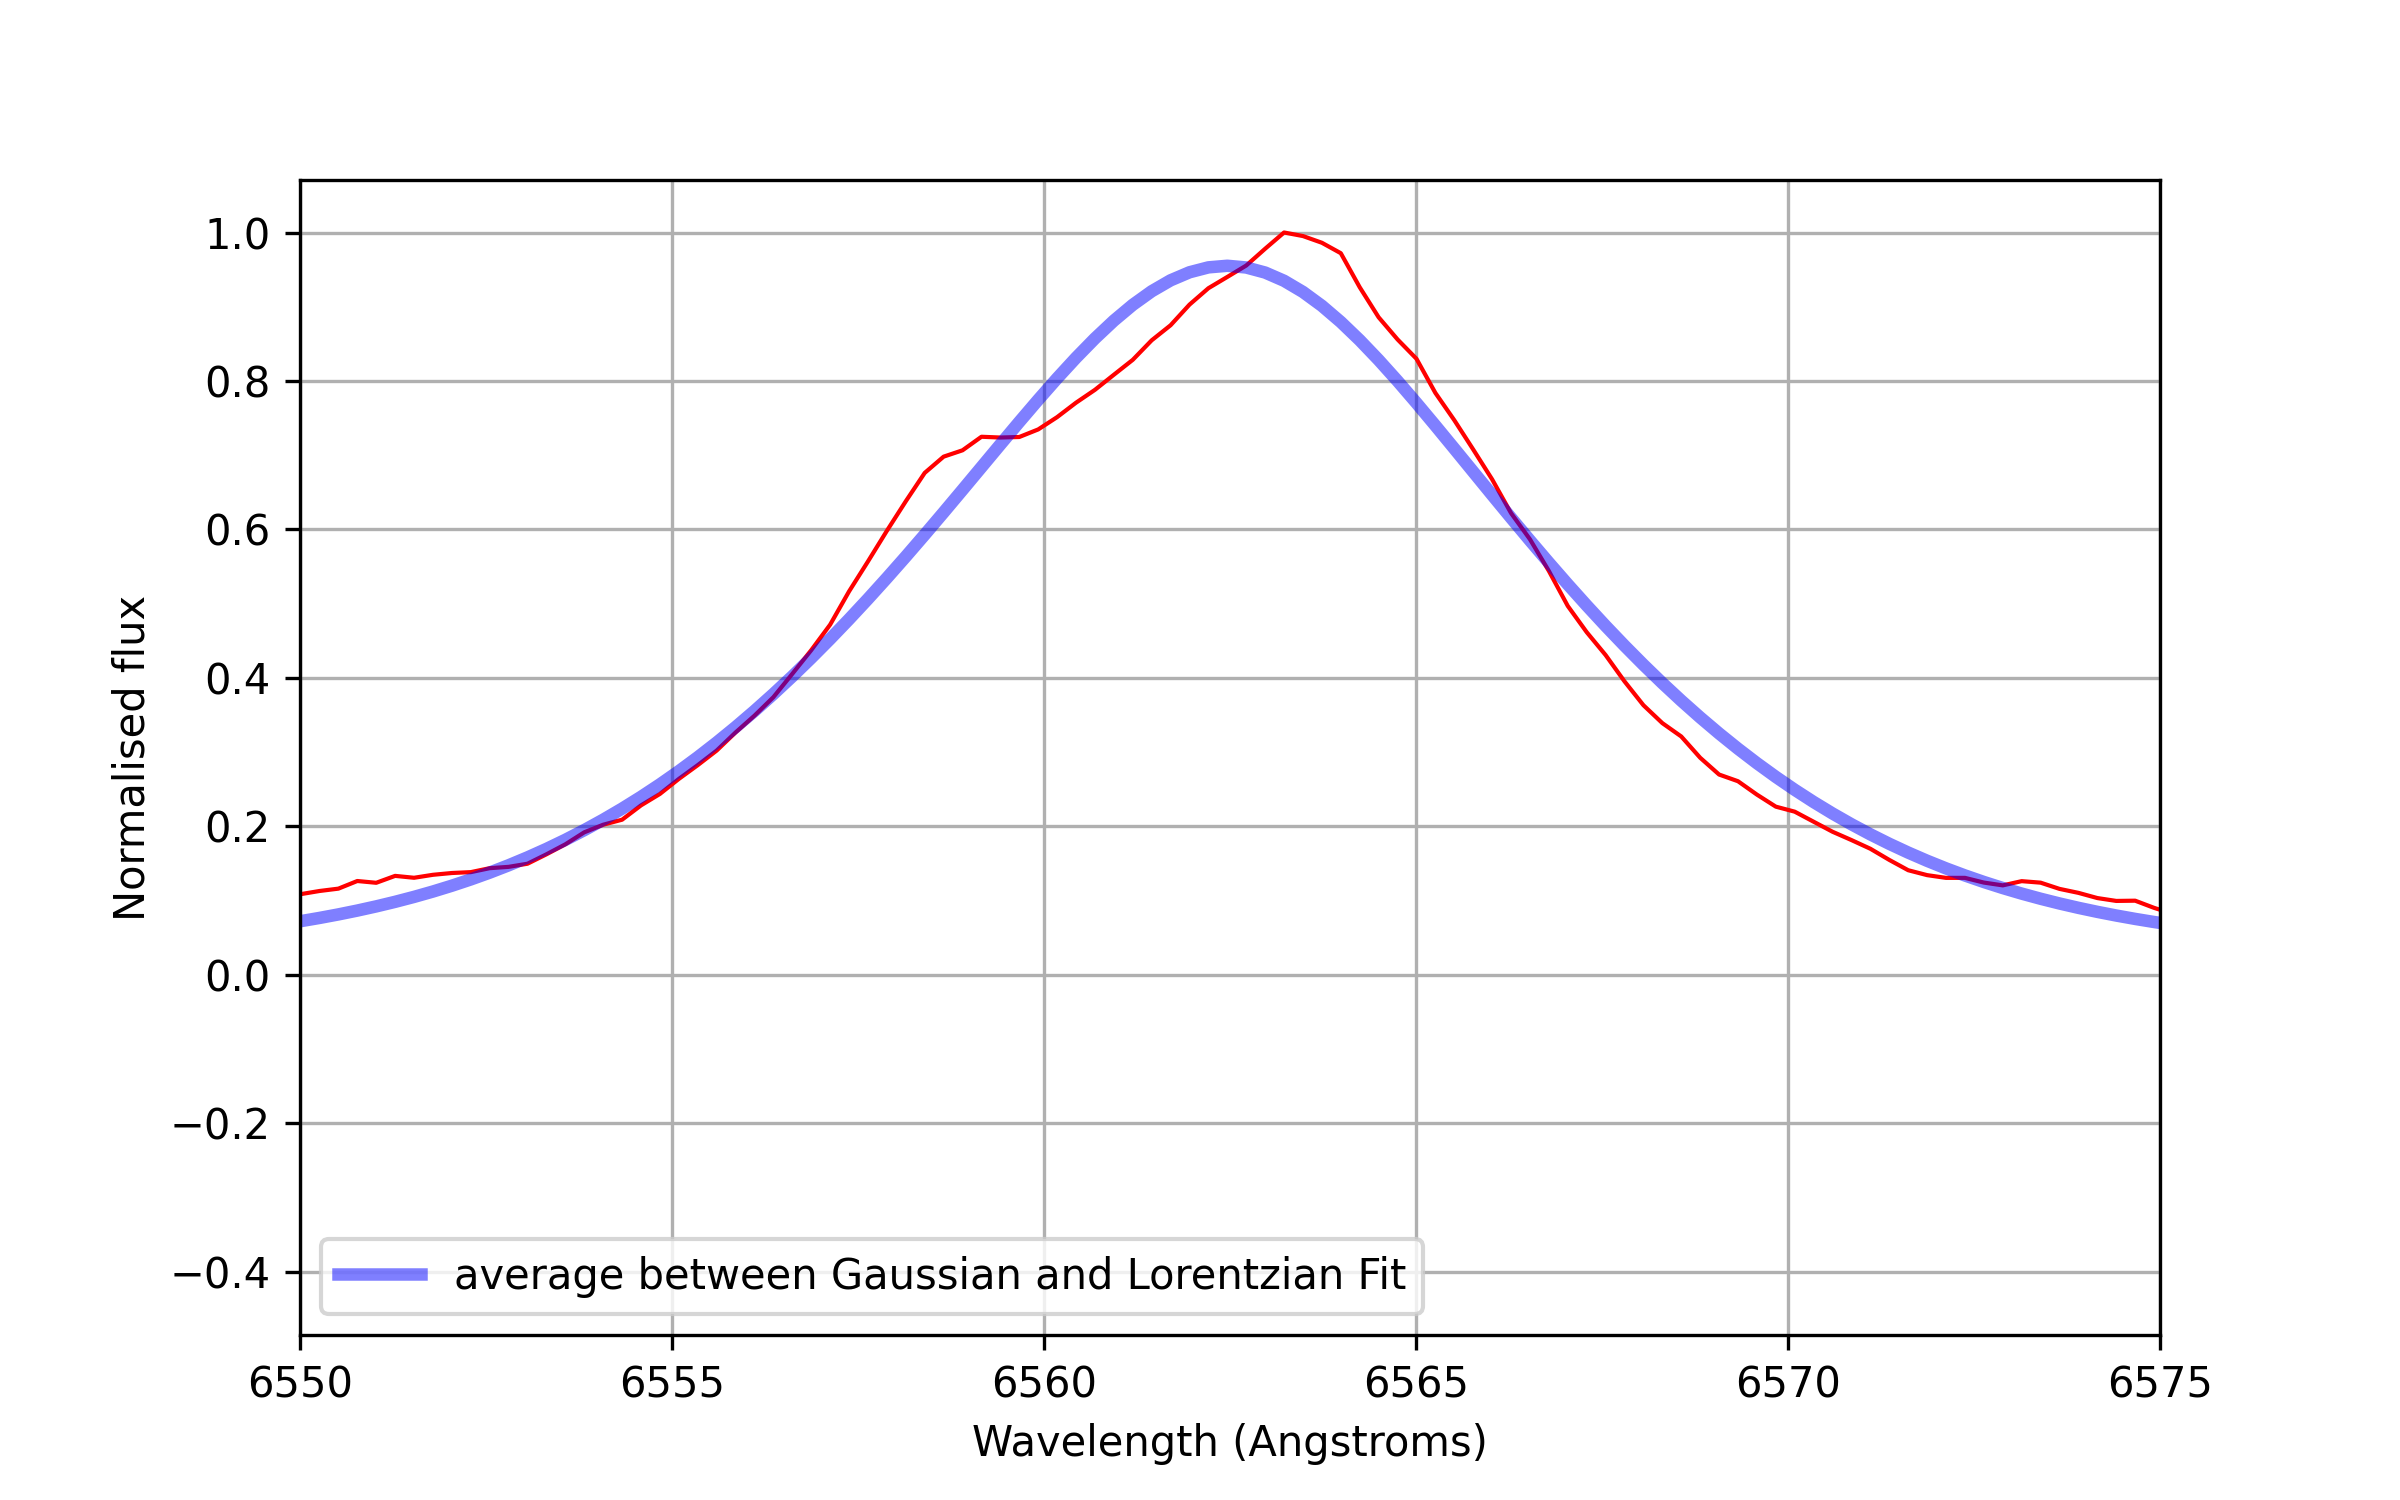 1.0
0.8
0.6
0.4
0.2
0.0
−0.2
−0.4
Normalised flux
average between Gaussian and Lorentzian Fit
6550 6555 6560 6565 6570 6575
Wavelength (Angstroms)